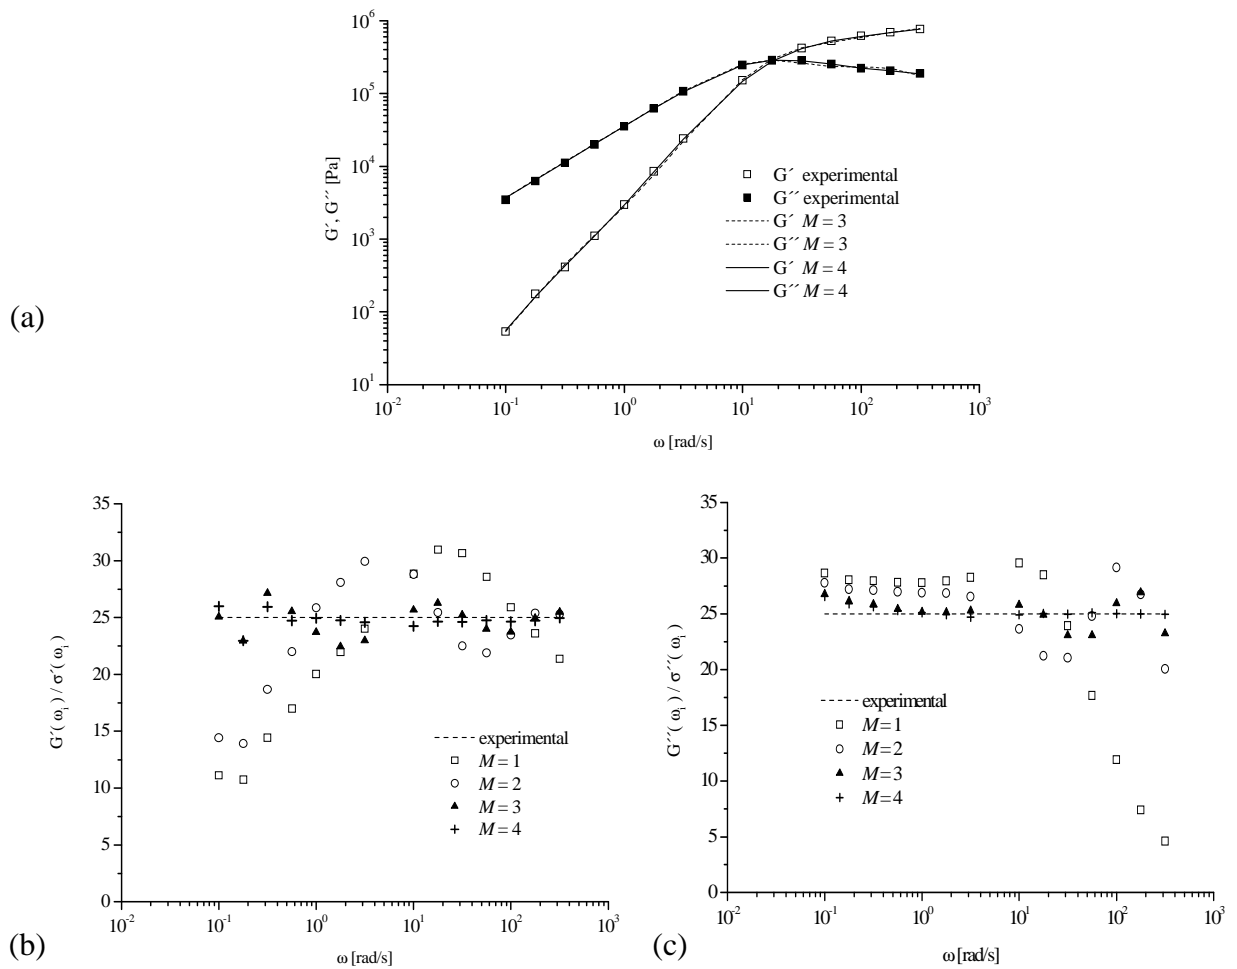 (a)
G´, G´´ [Pa]
10^6
10^5
10^4
10^3
10^2
10^1
10^-2 10^-1 10^0 10^1 10^2 10^3
ω [rad/s]
G´ experimental
G´´ experimental
G´ M = 3
G´´ M = 3
G´ M = 4
G´´ M = 4
(b)
G´(ω_i) / σ´(ω_i)
35
30
25
20
15
10
5
0
10^-2 10^-1 10^0 10^1 10^2 10^3
ω [rad/s]
experimental
M = 1
M = 2
M = 3
M = 4
(c)
G´´(ω_i) / σ´´(ω_i)
35
30
25
20
15
10
5
0
10^-2 10^-1 10^0 10^1 10^2 10^3
ω [rad/s]
experimental
M = 1
M = 2
M = 3
M = 4